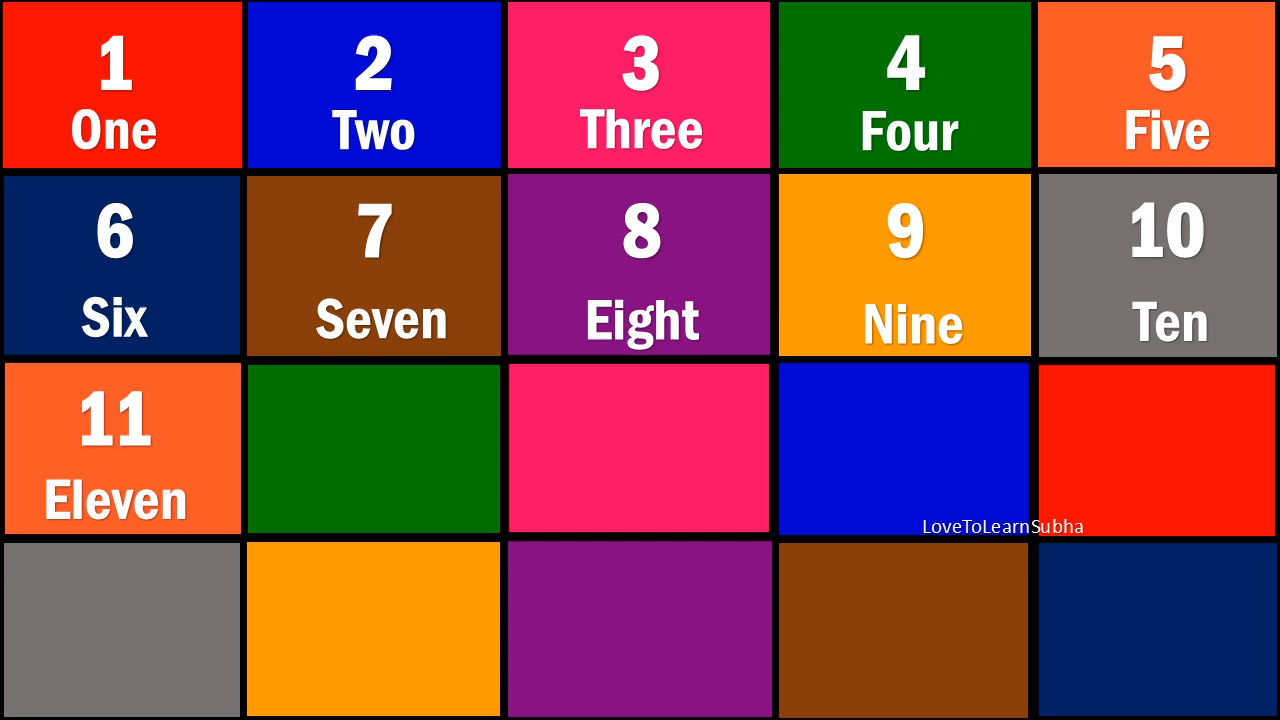 1
One
2
Two
3
Three
4
Four
5
Five
6
Six
7
Seven
8
Eight
9
Nine
10
Ten
11
Eleven
LoveToLearnSubha